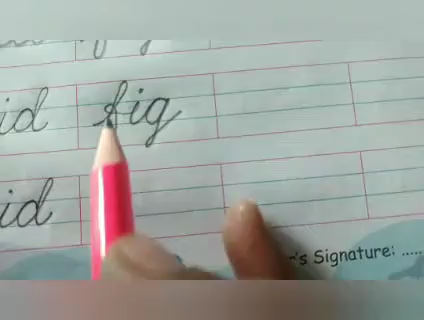 id fig
id
's Signature: .....